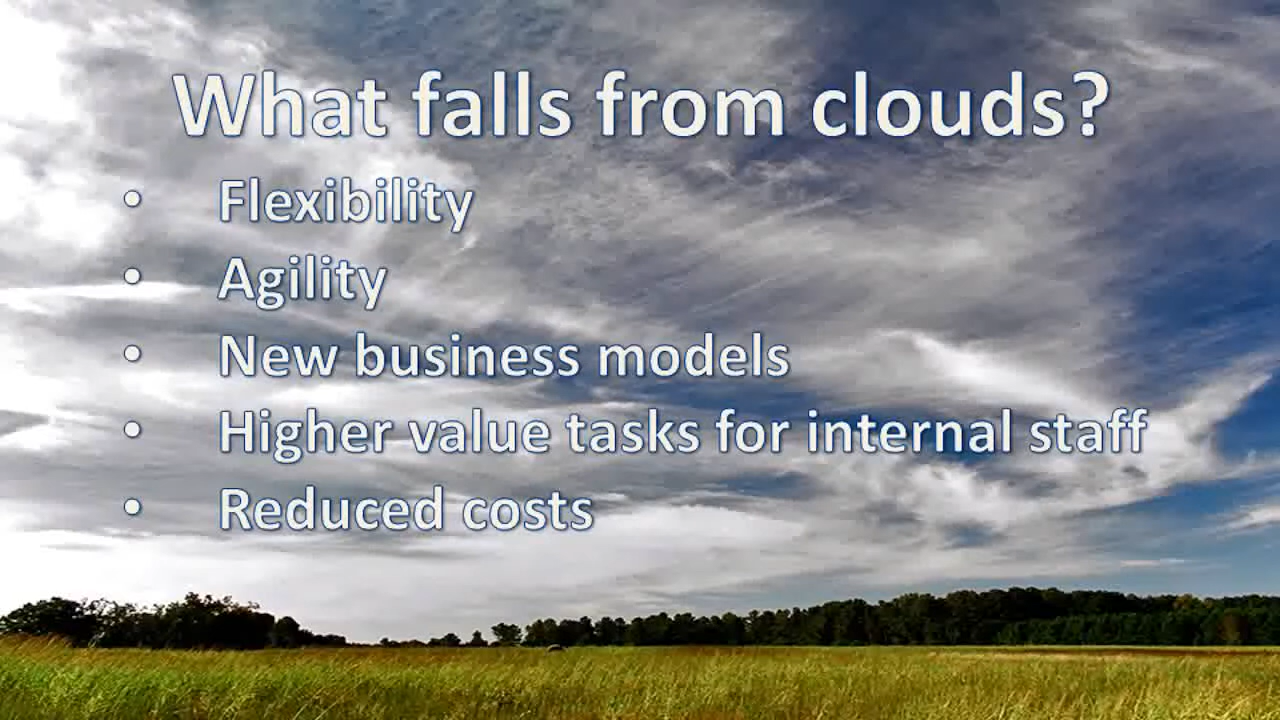 What falls from clouds?
• Flexibility
• Agility
• New business models
• Higher value tasks for internal staff
• Reduced costs